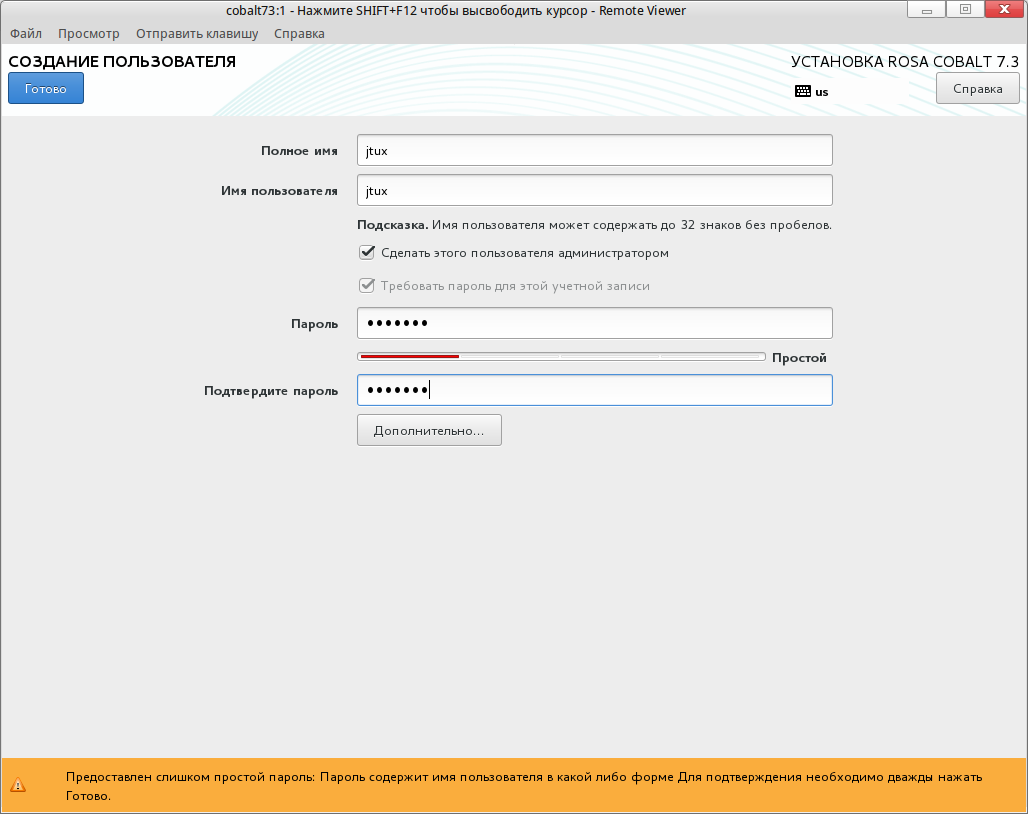 cobalt73:1 - Нажмите SHIFT+F12 чтобы высвободить курсор - Remote Viewer
Файл Просмотр Отправить клавишу Справка
СОЗДАНИЕ ПОЛЬЗОВАТЕЛЯ
УСТАНОВКА ROSA COBALT 7.3
Готово
us
Справка
Полное имя jtux
Имя пользователя jtux
Подсказка. Имя пользователя может содержать до 32 знаков без пробелов.
Сделать этого пользователя администратором
Требовать пароль для этой учетной записи
Пароль •••••••
Простой
Подтвердите пароль •••••••
Дополнительно...
Предоставлен слишком простой пароль: Пароль содержит имя пользователя в какой либо форме Для подтверждения необходимо дважды нажать
Готово.